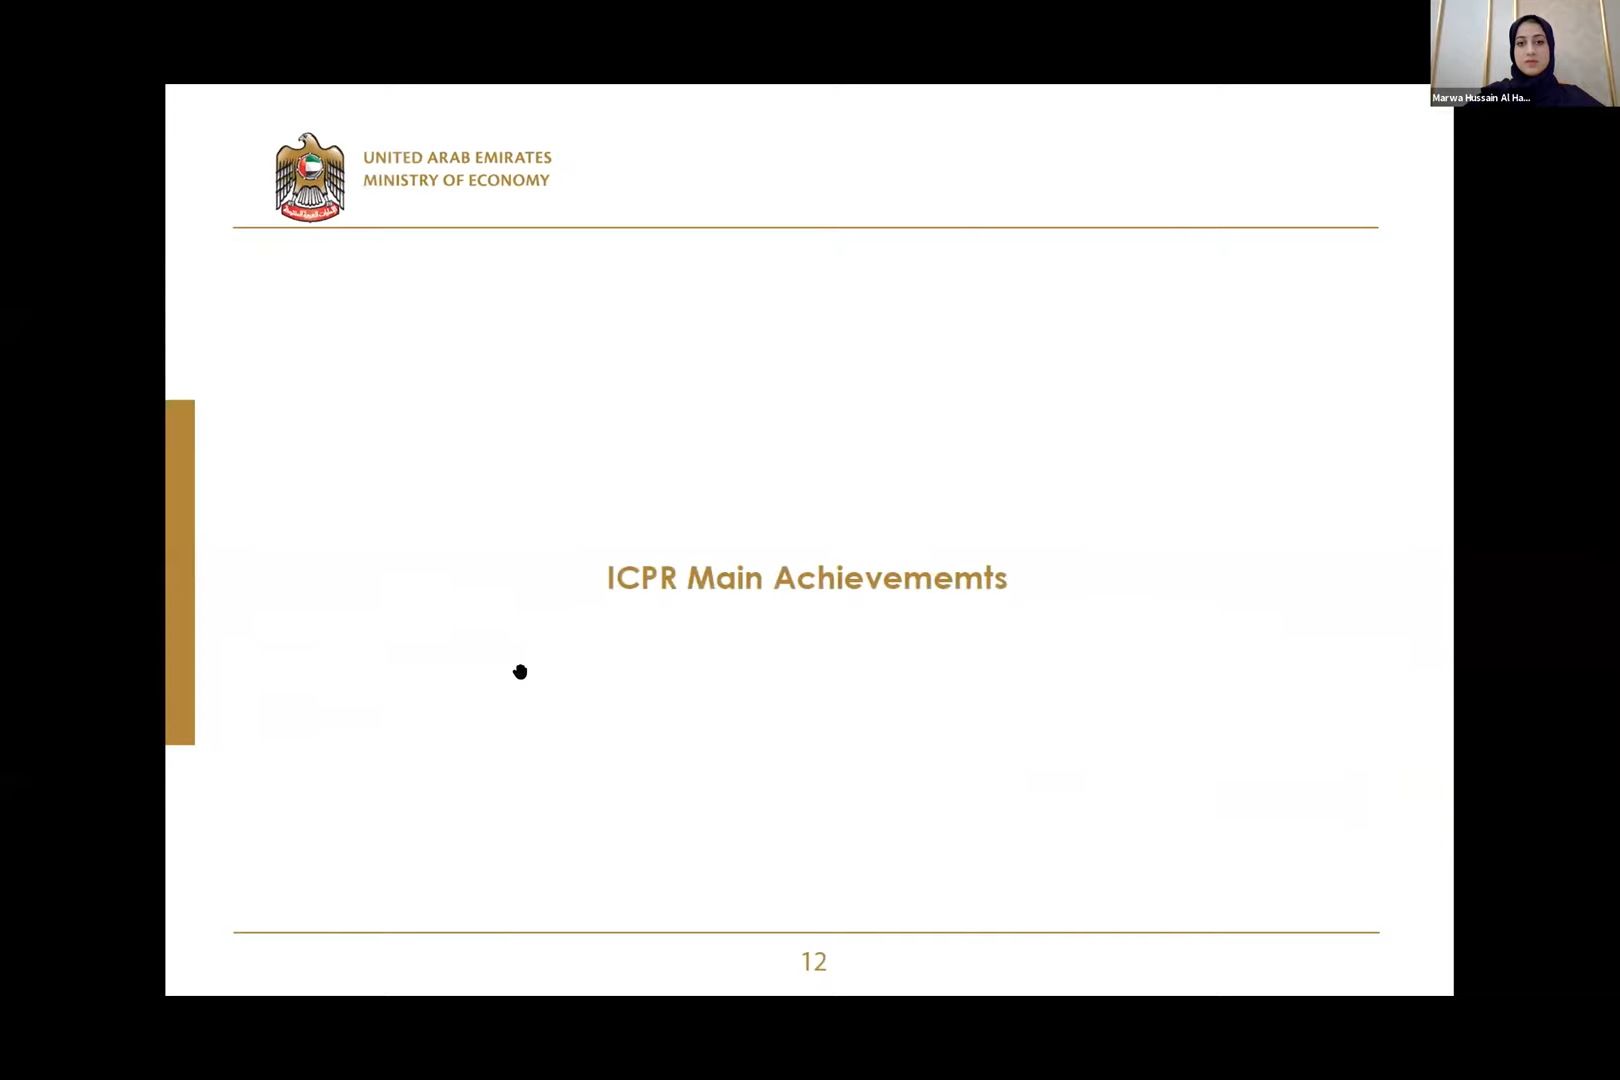 Marwa Hussain Al Ha...
UNITED ARAB EMIRATES
MINISTRY OF ECONOMY
ICPR Main Achievememts
12